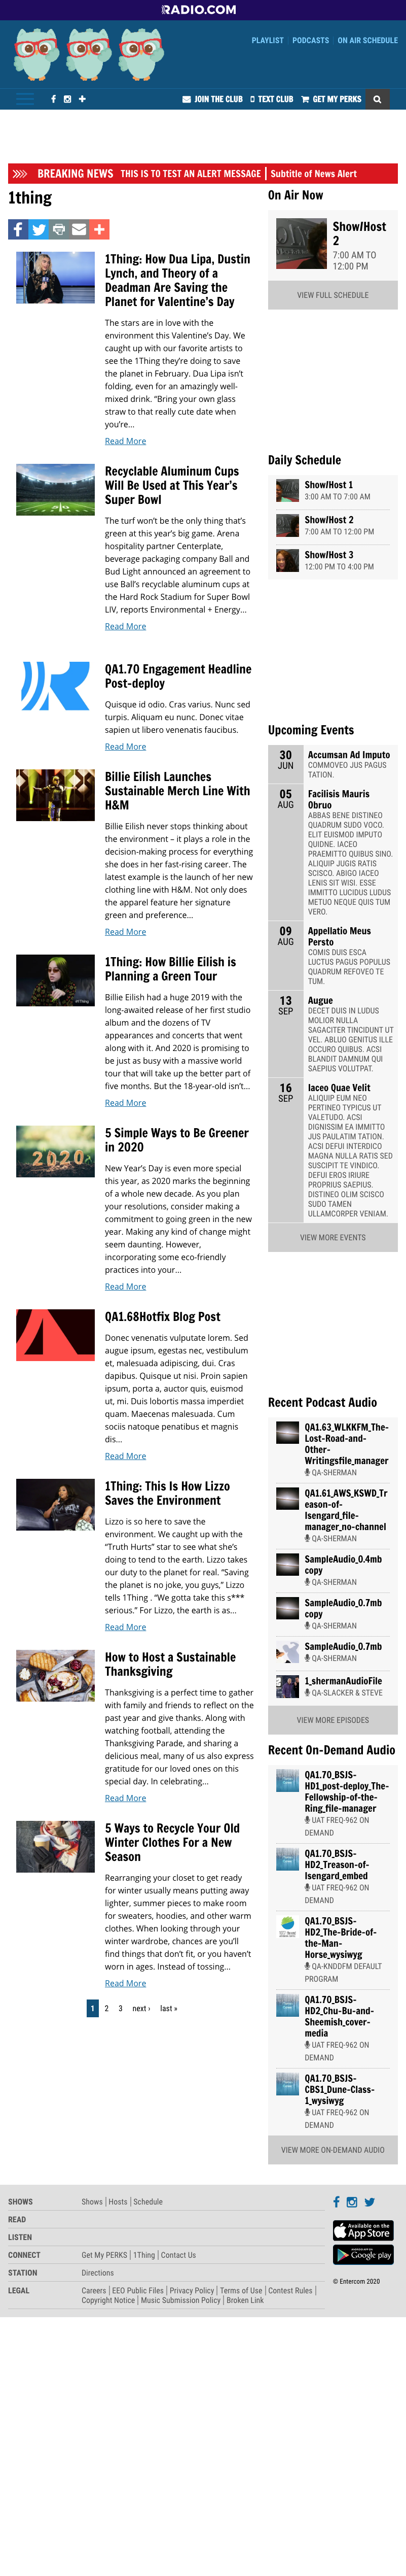 RADIO.COM
PLAYLIST PODCASTS ON AIR SCHEDULE
JOIN THE CLUB TEXT CLUB GET MY PERKS
BREAKING NEWS THIS IS TO TEST AN ALERT MESSAGE | Subtitle of News Alert
1thing
1Thing: How Dua Lipa, Dustin
Lynch, and Theory of a
Deadman Are Saving the
Planet for Valentine's Day
The stars are in love with the
environment this Valentine's Day. We
caught up with our favorite artists to
see the 1Thing they're doing to save
the planet in February. Dua Lipa isn't
folding, even for an amazingly well-
mixed drink. "Bring your own glass
straw to that really cute date when
you're...
Read More
Recyclable Aluminum Cups
Will Be Used at This Year's
Super Bowl
The turf won't be the only thing that's
green at this year's big game. Arena
hospitality partner Centerplate,
beverage packaging company Ball and
Bud Light announced an agreement to
use Ball's recyclable aluminum cups at
the Hard Rock Stadium for Super Bowl
LIV, reports Environmental + Energy...
Read More
QA1.70 Engagement Headline
Post-deploy
Quisque id odio. Cras varius. Nunc sed
turpis. Aliquam eu nunc. Donec vitae
sapien ut libero venenatis faucibus.
Read More
Billie Eilish Launches
Sustainable Merch Line With
H&M
Billie Eilish never stops thinking about
the environment – it plays a role in the
decision-making process for everything
she does in her fast-rising career. The
latest example is the launch of her new
clothing line with H&M. Not only does
the apparel feature her signature
green and preference...
Read More
1Thing: How Billie Eilish is
Planning a Green Tour
Billie Eilish had a huge 2019 with the
long-awaited release of her first studio
album and the dozens of TV
appearances and concerts that went
along with it. And 2020 is promising to
be just as busy with a massive world
tour that will take up the better part of
five months. But the 18-year-old isn't...
Read More
5 Simple Ways to Be Greener
in 2020
2020
New Year's Day is even more special
this year, as 2020 marks the beginning
of a whole new decade. As you plan
your resolutions, consider making a
commitment to going green in the new
year. Making any kind of change might
seem daunting. However,
incorporating some eco-friendly
practices into your...
Read More
QA1.68Hotfix Blog Post
Donec venenatis vulputate lorem. Sed
augue ipsum, egestas nec, vestibulum
et, malesuada adipiscing, dui. Cras
dapibus. Quisque ut nisi. Proin sapien
ipsum, porta a, auctor quis, euismod
ut, mi. Duis lobortis massa imperdiet
quam. Maecenas malesuada. Cum
sociis natoque penatibus et magnis
dis...
Read More
1Thing: This Is How Lizzo
Saves the Environment
Lizzo is so here to save the
environment. We caught up with the
"Truth Hurts" star to see what she's
doing to tend to the earth. Lizzo takes
our duty to the planet for real. "Saving
the planet is no joke, you guys," Lizzo
tells 1Thing . "We gotta take this s***
serious." For Lizzo, the earth is as...
Read More
How to Host a Sustainable
Thanksgiving
Thanksgiving is a perfect time to gather
with family and friends to reflect on the
past year and give thanks. Along with
watching football, attending the
Thanksgiving Parade, and sharing a
delicious meal, many of us also express
gratitude for our loved ones on this
special day. In celebrating...
Read More
5 Ways to Recycle Your Old
Winter Clothes For a New
Season
Rearranging your closet to get ready
for winter usually means putting away
lighter, summer pieces to make room
for sweaters, hoodies, and other warm
clothes. When looking through your
winter wardrobe, chances are you'll
find things that don't fit, or you haven't
worn in ages. Instead of tossing...
Read More
1 2 3 next › last »
On Air Now
Show/Host
2
7:00 AM TO
12:00 PM
VIEW FULL SCHEDULE
Daily Schedule
Show/Host 1
3:00 AM TO 7:00 AM
Show/Host 2
7:00 AM TO 12:00 PM
Show/Host 3
12:00 PM TO 4:00 PM
Upcoming Events
30 JUN
Accumsan Ad Imputo
COMMOVEO JUS PAGUS
TATION.
05 AUG
Facilisis Mauris
Obruo
ABBAS BENE DISTINEO
QUADRUM SUDO VOCO.
ELIT EUISMOD IMPUTO
QUIDNE. IACEO
PRAEMITTO QUIBUS SINO.
ALIQUIP JUGIS RATIS
SCISCO. ABIGO IACEO
LENIS SIT WISI. ESSE
IMMITTO LUCIDUS LUDUS
METUO NEQUE QUIS TUM
VERO.
09 AUG
Appellatio Meus
Persto
COMIS DUIS ESCA
LUCTUS PAGUS POPULUS
QUADRUM REFOVEO TE
TUM.
13 SEP
Augue
DECET DUIS IN LUDUS
MOLIOR NULLA
SAGACITER TINCIDUNT UT
VEL. ABLUO GENITUS ILLE
OCCURO QUIBUS. ACSI
BLANDIT DAMNUM QUI
SAEPIUS VOLUTPAT.
16 SEP
Iaceo Quae Velit
ALIQUIP EUM NEO
PERTINEO TYPICUS UT
VALETUDO. ACSI
DIGNISSIM EA IMMITTO
JUS PAULATIM TATION.
ACSI DEFUI INTERDICO
MAGNA NULLA RATIS SED
SUSCIPIT TE VINDICO.
DEFUI EROS IRIURE
PROPRIUS SAEPIUS.
DISTINEO OLIM SCISCO
SUDO TAMEN
ULLAMCORPER VENIAM.
VIEW MORE EVENTS
Recent Podcast Audio
QA1.63_WLKKFM_The-
Lost-Road-and-
Other-
Writingsfile_manager
QA-SHERMAN
QA1.61_AWS_KSWD_Tr
eason-of-
Isengard_file-
manager_no-channel
QA-SHERMAN
SampleAudio_0.4mb
copy
QA-SHERMAN
SampleAudio_0.7mb
copy
QA-SHERMAN
SampleAudio_0.7mb
QA-SHERMAN
1_shermanAudioFile
QA-SLACKER & STEVE
VIEW MORE EPISODES
Recent On-Demand Audio
QA1.70_BSJS-
HD1_post-deploy_The-
Fellowship-of-the-
Ring_file-manager
UAT FREQ-962 ON
DEMAND
QA1.70_BSJS-
HD2_Treason-of-
Isengard_embed
UAT FREQ-962 ON
DEMAND
QA1.70_BSJS-
HD2_The-Bride-of-
the-Man-
Horse_wysiwyg
QA-KNDDFM DEFAULT
PROGRAM
QA1.70_BSJS-
HD2_Chu-Bu-and-
Sheemish_cover-
media
UAT FREQ-962 ON
DEMAND
QA1.70_BSJS-
CBS1_Dune-Class-
1_wysiwyg
UAT FREQ-962 ON
DEMAND
VIEW MORE ON-DEMAND AUDIO
SHOWS Shows | Hosts | Schedule
READ
LISTEN
CONNECT Get My PERKS | 1Thing | Contact Us
STATION Directions
LEGAL Careers | EEO Public Files | Privacy Policy | Terms of Use | Contest Rules |
Copyright Notice | Music Submission Policy | Broken Link
Available on the
App Store
Google play
© Entercom 2020